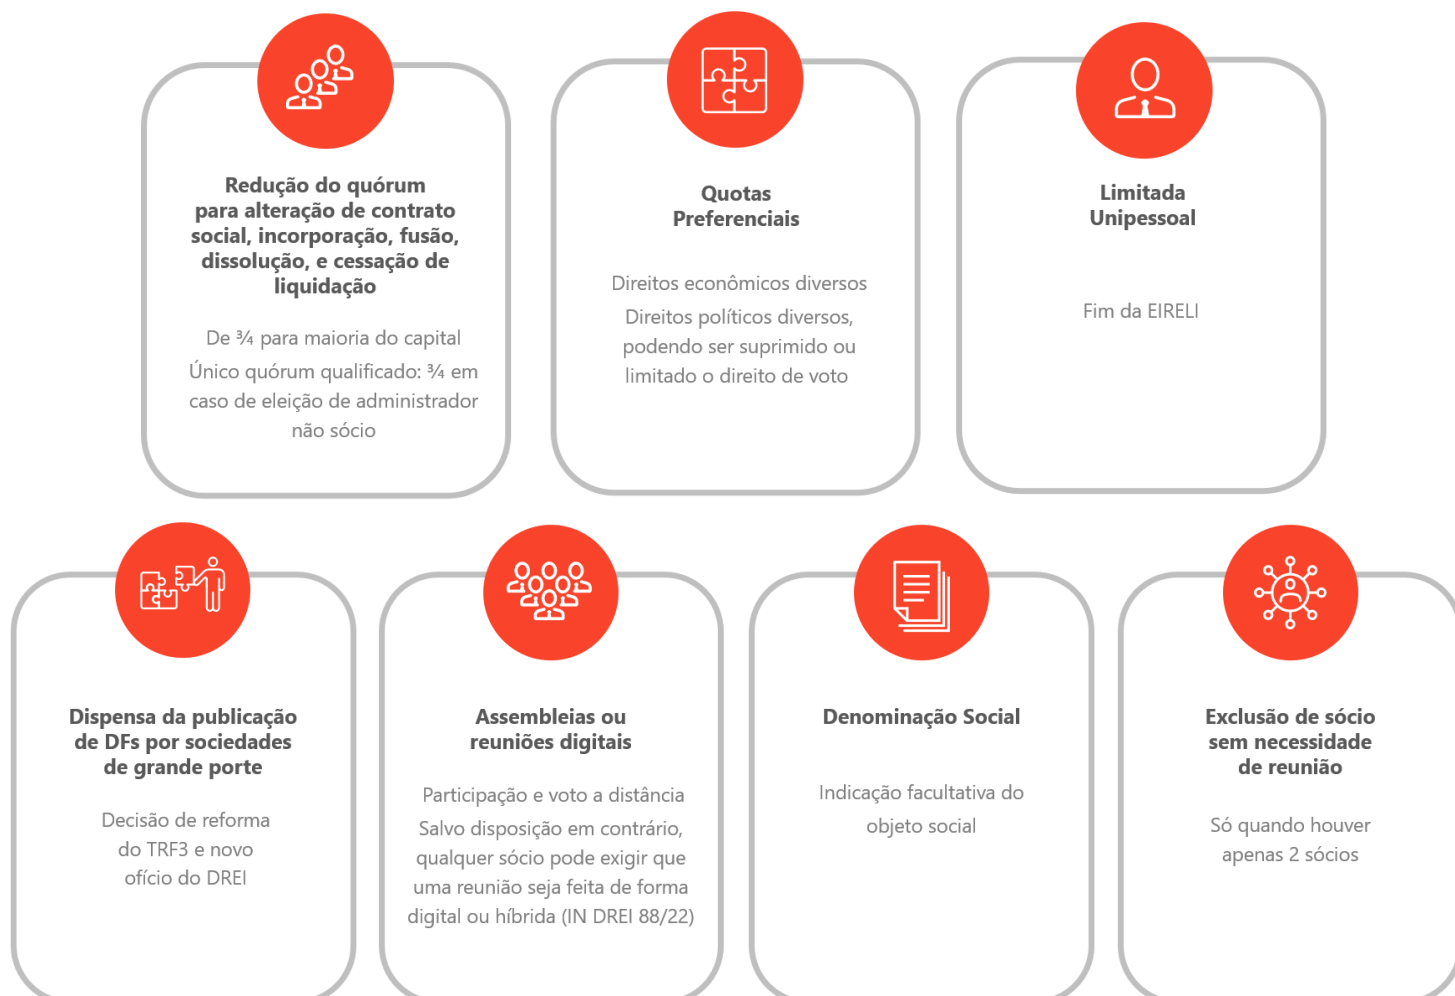 Redução do quórum
para alteração de contrato
social, incorporação, fusão,
dissolução, e cessação de
liquidação
De ¾ para maioria do capital
Único quórum qualificado: ¾ em
caso de eleição de administrador
não sócio
Quotas
Preferenciais
Direitos econômicos diversos
Direitos políticos diversos,
podendo ser suprimido ou
limitado o direito de voto
Limitada
Unipessoal
Fim da EIRELI
Dispensa da publicação
de DFs por sociedades
de grande porte
Decisão de reforma
do TRF3 e novo
ofício do DREI
Assembleias ou
reuniões digitais
Participação e voto a distância
Salvo disposição em contrário,
qualquer sócio pode exigir que
uma reunião seja feita de forma
digital ou híbrida (IN DREI 88/22)
Denominação Social
Indicação facultativa do
objeto social
Exclusão de sócio
sem necessidade
de reunião
Só quando houver
apenas 2 sócios